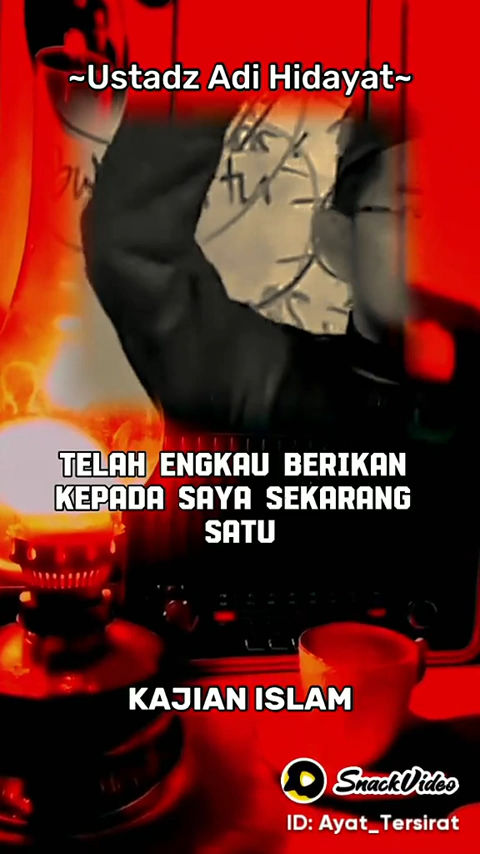 ~Ustadz Adi Hidayat~
TELAH ENGKAU BERIKAN
KEPADA SAYA SEKARANG
SATU
KAJIAN ISLAM
SnackVideo
ID: Ayat_Tersirat